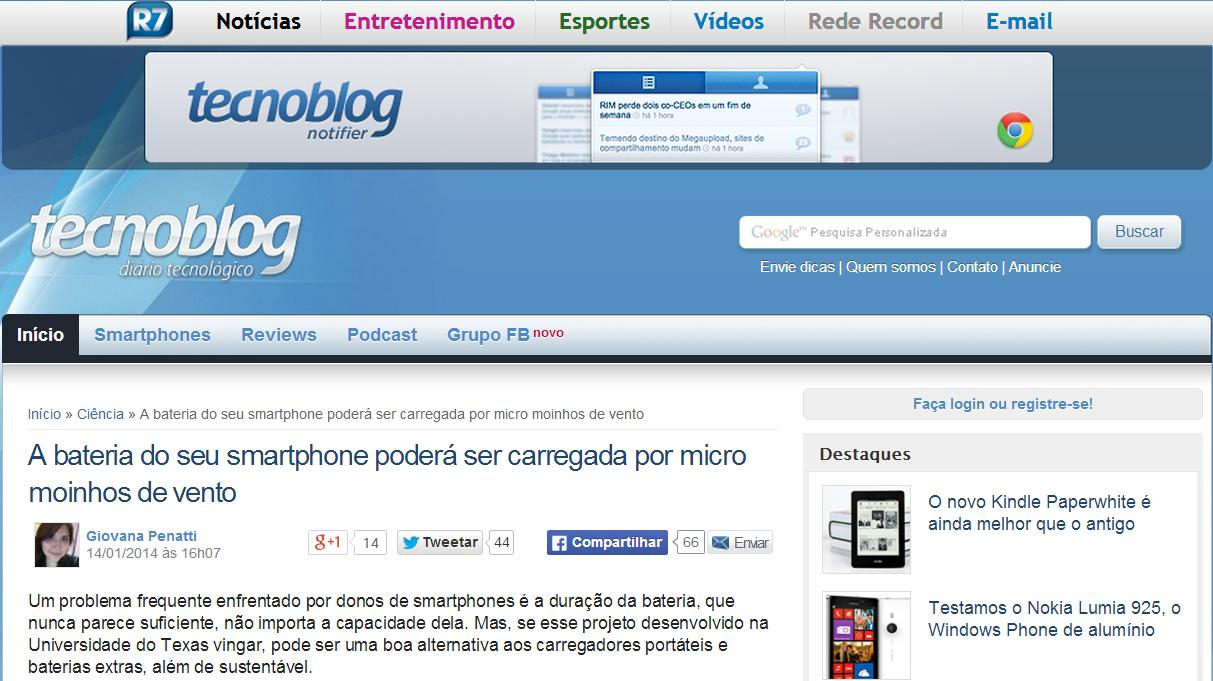 R7 Notícias Entretenimento Esportes Vídeos Rede Record E-mail
tecnoblog
notifier
RIM perde dois co-CEOs em um fim de
semana há 1 hora
Temendo destino do Megaupload, sites de
compartilhamento mudam há 1 hora
tecnoblog
diário tecnológico
Google™ Pesquisa Personalizada Buscar
Envie dicas | Quem somos | Contato | Anuncie
Início Smartphones Reviews Podcast Grupo FB novo
Início » Ciência » A bateria do seu smartphone poderá ser carregada por micro moinhos de vento
Faça login ou registre-se!
A bateria do seu smartphone poderá ser carregada por micro
moinhos de vento
Giovana Penatti
14/01/2014 às 16h07
g+1 14 Tweetar 44 Compartilhar 66 Enviar
Um problema frequente enfrentado por donos de smartphones é a duração da bateria, que
nunca parece suficiente, não importa a capacidade dela. Mas, se esse projeto desenvolvido na
Universidade do Texas vingar, pode ser uma boa alternativa aos carregadores portáteis e
baterias extras, além de sustentável.
Destaques
O novo Kindle Paperwhite é
ainda melhor que o antigo
Testamos o Nokia Lumia 925, o
Windows Phone de alumínio